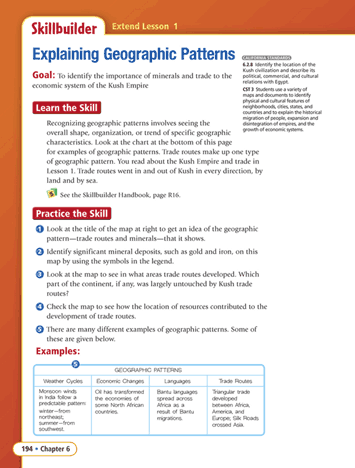 Skillbuilder
Extend Lesson 1
Explaining Geographic Patterns
Goal: To identify the importance of minerals and trade to the
economic system of the Kush Empire
CALIFORNIA STANDARDS
6.2.8 Identify the location of the
Kush civilization and describe its
political, commercial, and cultural
relations with Egypt.
CST 3 Students use a variety of
maps and documents to identify
physical and cultural features of
neighborhoods, cities, states, and
countries and to explain the historical
migration of people, expansion and
disintegration of empires, and the
growth of economic systems.
Learn the Skill
Recognizing geographic patterns involves seeing the
overall shape, organization, or trend of specific geographic
characteristics. Look at the chart at the bottom of this page
for examples of geographic patterns. Trade routes make up one type
of geographic pattern. You read about the Kush Empire and trade in
Lesson 1. Trade routes went in and out of Kush in every direction, by
land and by sea.
See the Skillbuilder Handbook, page R16.
Practice the Skill
1 Look at the title of the map at right to get an idea of the geographic
pattern—trade routes and minerals—that it shows.
2 Identify significant mineral deposits, such as gold and iron, on this
map by using the symbols in the legend.
3 Look at the map to see in what areas trade routes developed. Which
part of the continent, if any, was largely untouched by Kush trade
routes?
4 Check the map to see how the location of resources contributed to the
development of trade routes.
5 There are many different examples of geographic patterns. Some of
these are given below.
Examples:
5
GEOGRAPHIC PATTERNS
Weather Cycles
Economic Changes
Languages
Trade Routes
Monsoon winds
in India follow a
predictable pattern:
winter—from
northeast,
summer—from
southwest.
Oil has transformed
the economies of
some North African
countries.
Bantu languages
spread across
Africa as a
result of Bantu
migrations.
Triangular trade
developed
between Africa,
America, and
Europe; Silk Roads
crossed Asia.
194 • Chapter 6